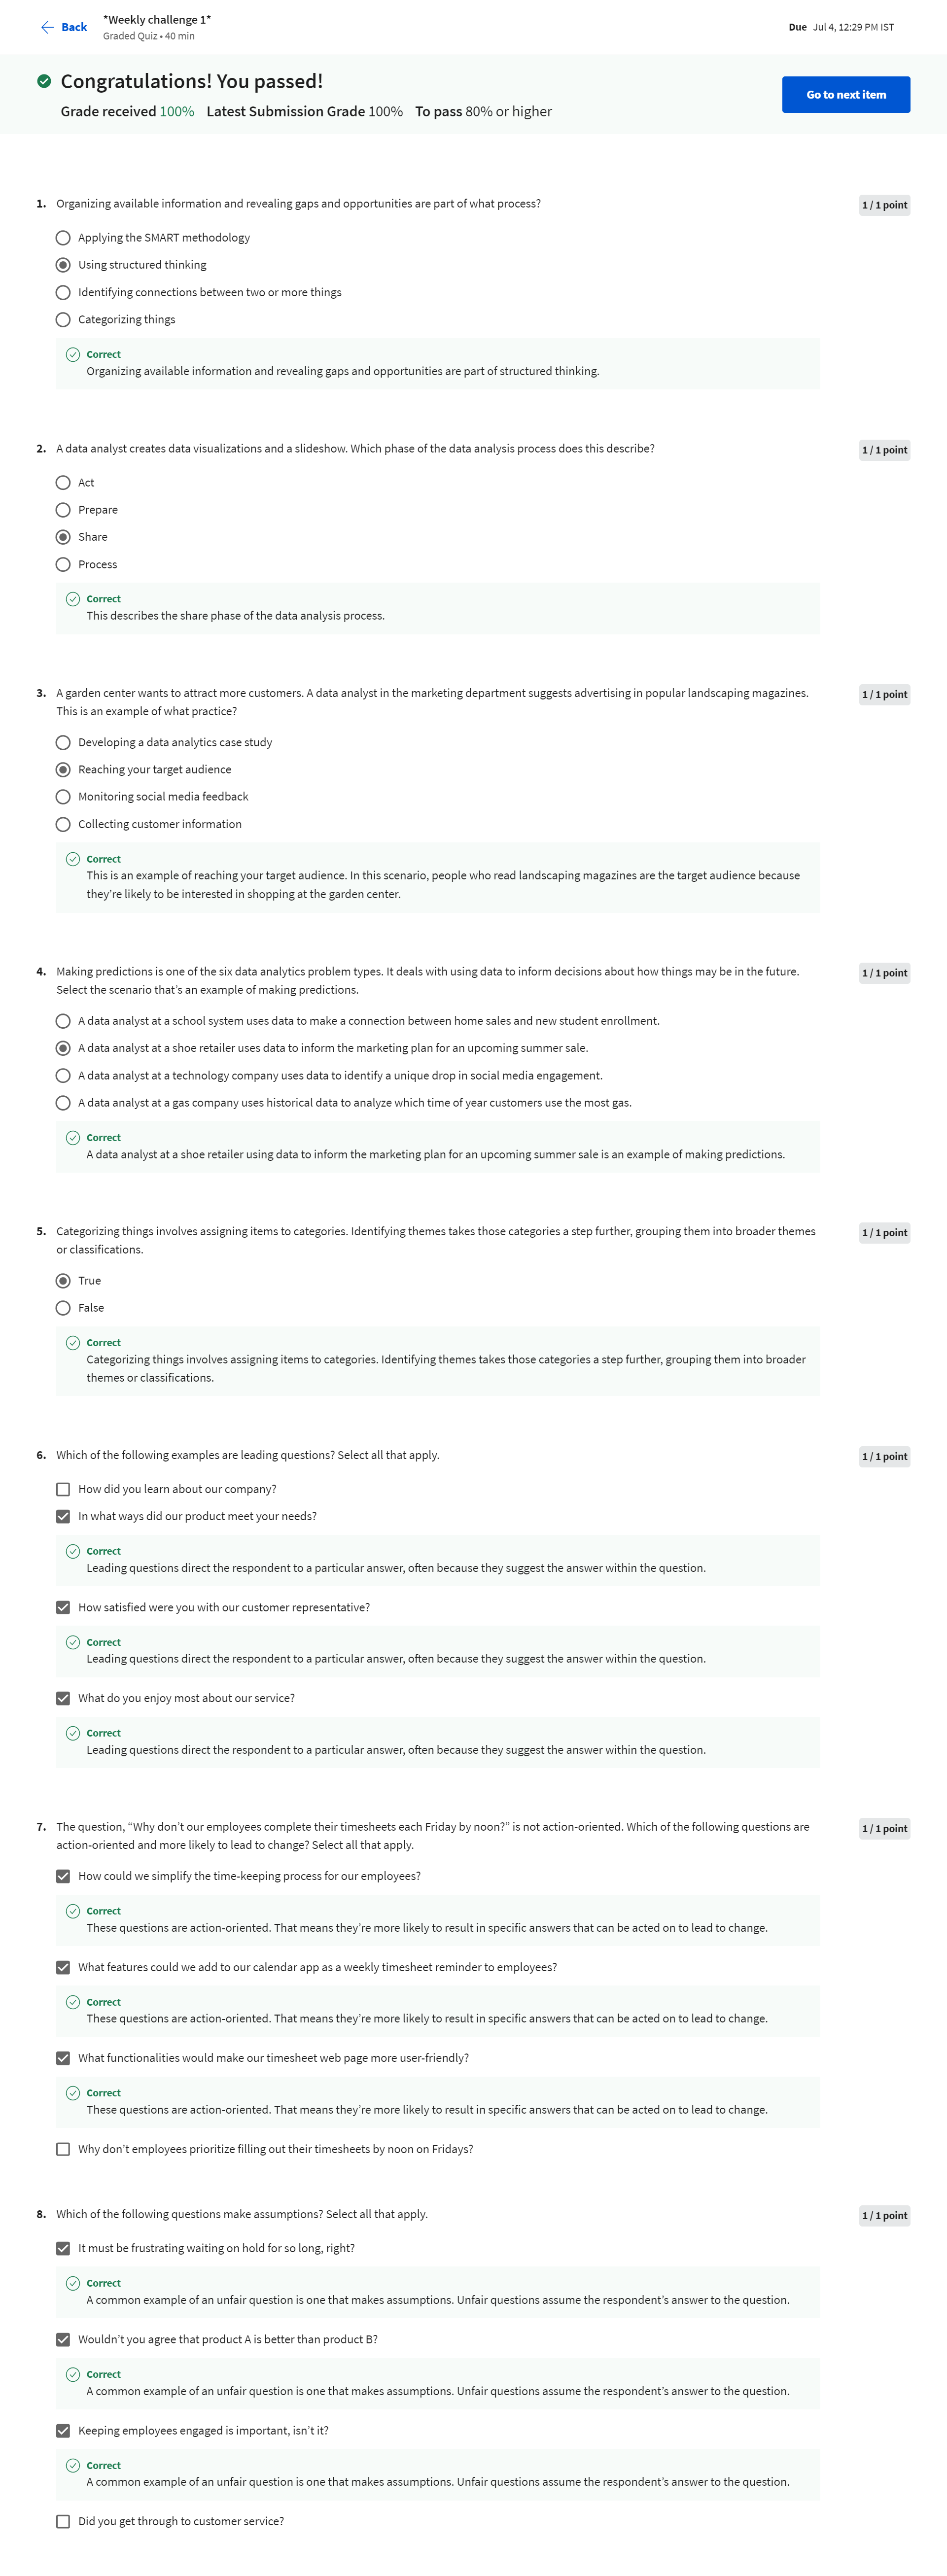 Back
*Weekly challenge 1*
Graded Quiz • 40 min
Due Jul 4, 12:29 PM IST
Congratulations! You passed!
Grade received 100% Latest Submission Grade 100% To pass 80% or higher
Go to next item
1. Organizing available information and revealing gaps and opportunities are part of what process?
1 / 1 point
Applying the SMART methodology
Using structured thinking
Identifying connections between two or more things
Categorizing things
Correct
Organizing available information and revealing gaps and opportunities are part of structured thinking.
2. A data analyst creates data visualizations and a slideshow. Which phase of the data analysis process does this describe?
1 / 1 point
Act
Prepare
Share
Process
Correct
This describes the share phase of the data analysis process.
3. A garden center wants to attract more customers. A data analyst in the marketing department suggests advertising in popular landscaping magazines.
This is an example of what practice?
1 / 1 point
Developing a data analytics case study
Reaching your target audience
Monitoring social media feedback
Collecting customer information
Correct
This is an example of reaching your target audience. In this scenario, people who read landscaping magazines are the target audience because
they're likely to be interested in shopping at the garden center.
4. Making predictions is one of the six data analytics problem types. It deals with using data to inform decisions about how things may be in the future.
Select the scenario that’s an example of making predictions.
1 / 1 point
A data analyst at a school system uses data to make a connection between home sales and new student enrollment.
A data analyst at a shoe retailer uses data to inform the marketing plan for an upcoming summer sale.
A data analyst at a technology company uses data to identify a unique drop in social media engagement.
A data analyst at a gas company uses historical data to analyze which time of year customers use the most gas.
Correct
A data analyst at a shoe retailer using data to inform the marketing plan for an upcoming summer sale is an example of making predictions.
5. Categorizing things involves assigning items to categories. Identifying themes takes those categories a step further, grouping them into broader themes
or classifications.
1 / 1 point
True
False
Correct
Categorizing things involves assigning items to categories. Identifying themes takes those categories a step further, grouping them into broader
themes or classifications.
6. Which of the following examples are leading questions? Select all that apply.
1 / 1 point
How did you learn about our company?
In what ways did our product meet your needs?
Correct
Leading questions direct the respondent to a particular answer, often because they suggest the answer within the question.
How satisfied were you with our customer representative?
Correct
Leading questions direct the respondent to a particular answer, often because they suggest the answer within the question.
What do you enjoy most about our service?
Correct
Leading questions direct the respondent to a particular answer, often because they suggest the answer within the question.
7. The question, “Why don’t our employees complete their timesheets each Friday by noon?” is not action-oriented. Which of the following questions are
action-oriented and more likely to lead to change? Select all that apply.
1 / 1 point
How could we simplify the time-keeping process for our employees?
Correct
These questions are action-oriented. That means they’re more likely to result in specific answers that can be acted on to lead to change.
What features could we add to our calendar app as a weekly timesheet reminder to employees?
Correct
These questions are action-oriented. That means they’re more likely to result in specific answers that can be acted on to lead to change.
What functionalities would make our timesheet web page more user-friendly?
Correct
These questions are action-oriented. That means they’re more likely to result in specific answers that can be acted on to lead to change.
Why don’t employees prioritize filling out their timesheets by noon on Fridays?
8. Which of the following questions make assumptions? Select all that apply.
1 / 1 point
It must be frustrating waiting on hold for so long, right?
Correct
A common example of an unfair question is one that makes assumptions. Unfair questions assume the respondent’s answer to the question.
Wouldn’t you agree that product A is better than product B?
Correct
A common example of an unfair question is one that makes assumptions. Unfair questions assume the respondent’s answer to the question.
Keeping employees engaged is important, isn’t it?
Correct
A common example of an unfair question is one that makes assumptions. Unfair questions assume the respondent’s answer to the question.
Did you get through to customer service?